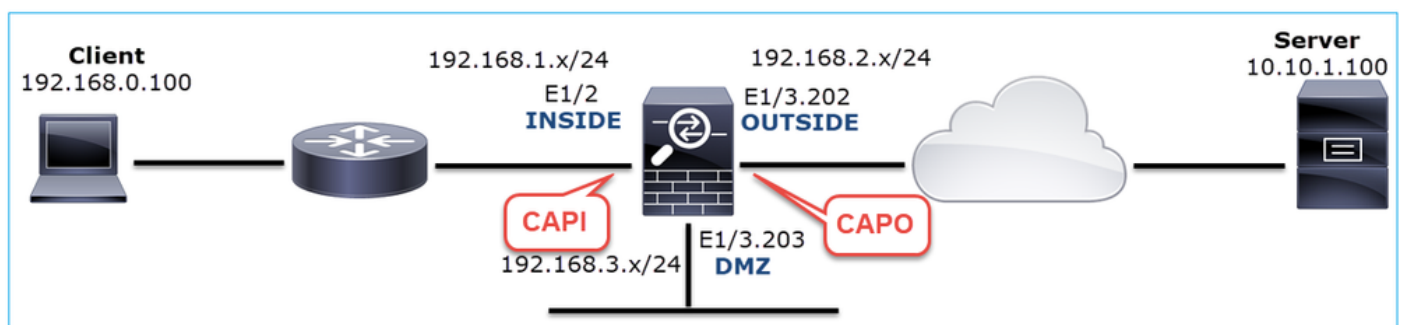 Client
192.168.0.100
192.168.1.x/24
E1/2
INSIDE
192.168.2.x/24
E1/3.202
OUTSIDE
Server
10.10.1.100
CAPI
CAPO
E1/3.203
192.168.3.x/24
DMZ